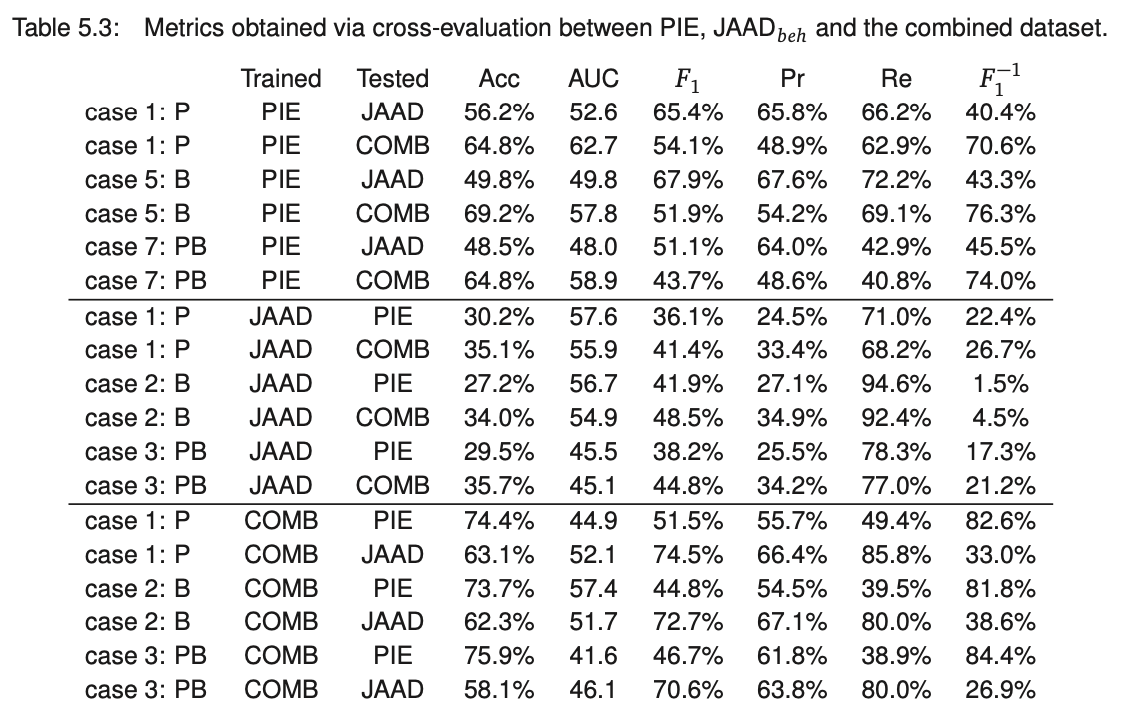 Table 5.3: Metrics obtained via cross-evaluation between PIE, JAAD_beh and the combined dataset.
Trained Tested Acc AUC F₁ Pr Re F₁⁻¹
case 1: P PIE JAAD 56.2% 52.6 65.4% 65.8% 66.2% 40.4%
case 1: P PIE COMB 64.8% 62.7 54.1% 48.9% 62.9% 70.6%
case 5: B PIE JAAD 49.8% 49.8 67.9% 67.6% 72.2% 43.3%
case 5: B PIE COMB 69.2% 57.8 51.9% 54.2% 69.1% 76.3%
case 7: PB PIE JAAD 48.5% 48.0 51.1% 64.0% 42.9% 45.5%
case 7: PB PIE COMB 64.8% 58.9 43.7% 48.6% 40.8% 74.0%
case 1: P JAAD PIE 30.2% 57.6 36.1% 24.5% 71.0% 22.4%
case 1: P JAAD COMB 35.1% 55.9 41.4% 33.4% 68.2% 26.7%
case 2: B JAAD PIE 27.2% 56.7 41.9% 27.1% 94.6% 1.5%
case 2: B JAAD COMB 34.0% 54.9 48.5% 34.9% 92.4% 4.5%
case 3: PB JAAD PIE 29.5% 45.5 38.2% 25.5% 78.3% 17.3%
case 3: PB JAAD COMB 35.7% 45.1 44.8% 34.2% 77.0% 21.2%
case 1: P COMB PIE 74.4% 44.9 51.5% 55.7% 49.4% 82.6%
case 1: P COMB JAAD 63.1% 52.1 74.5% 66.4% 85.8% 33.0%
case 2: B COMB PIE 73.7% 57.4 44.8% 54.5% 39.5% 81.8%
case 2: B COMB JAAD 62.3% 51.7 72.7% 67.1% 80.0% 38.6%
case 3: PB COMB PIE 75.9% 41.6 46.7% 61.8% 38.9% 84.4%
case 3: PB COMB JAAD 58.1% 46.1 70.6% 63.8% 80.0% 26.9%